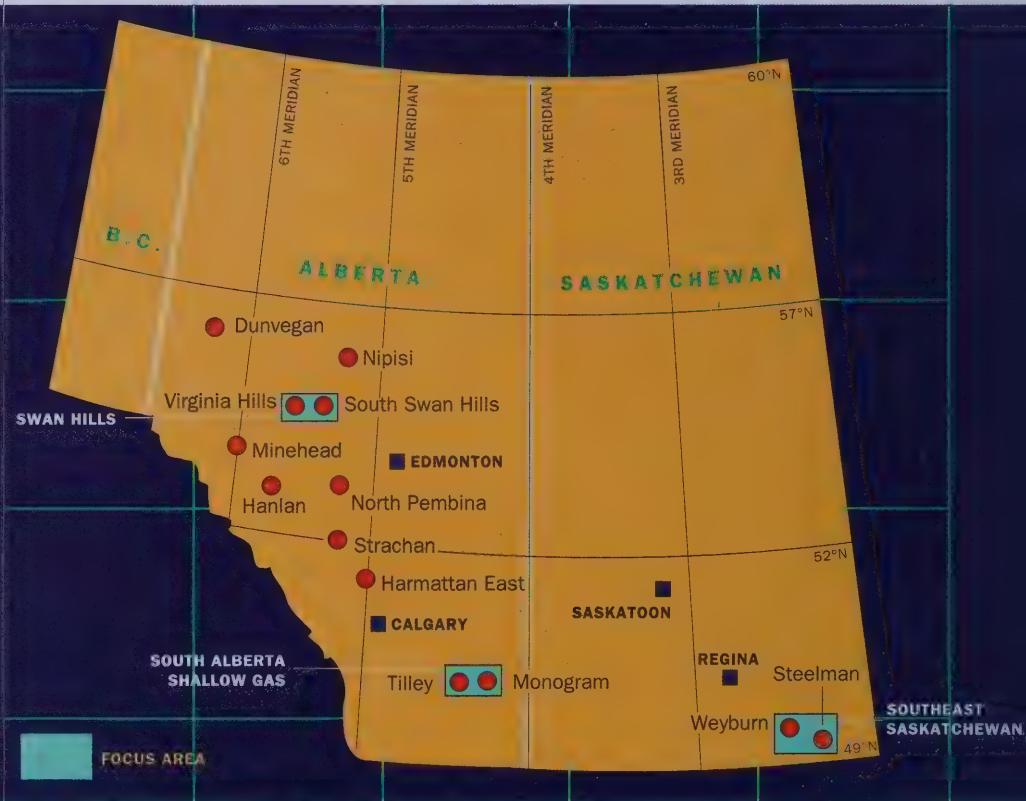 60°N
6TH MERIDIAN
5TH MERIDIAN
4TH MERIDIAN
3RD MERIDIAN
B.C.
ALBERTA
SASKATCHEWAN
57°N
Dunvegan
Nipisi
Virginia Hills
South Swan Hills
SWAN HILLS
Minehead
EDMONTON
Hanlan
North Pembina
Strachan
52°N
Harmattan East
SASKATOON
CALGARY
SOUTH ALBERTA
SHALLOW GAS
Tilley
Monogram
REGINA
Steelman
Weyburn
SOUTHEAST
SASKATCHEWAN
49°N
FOCUS AREA